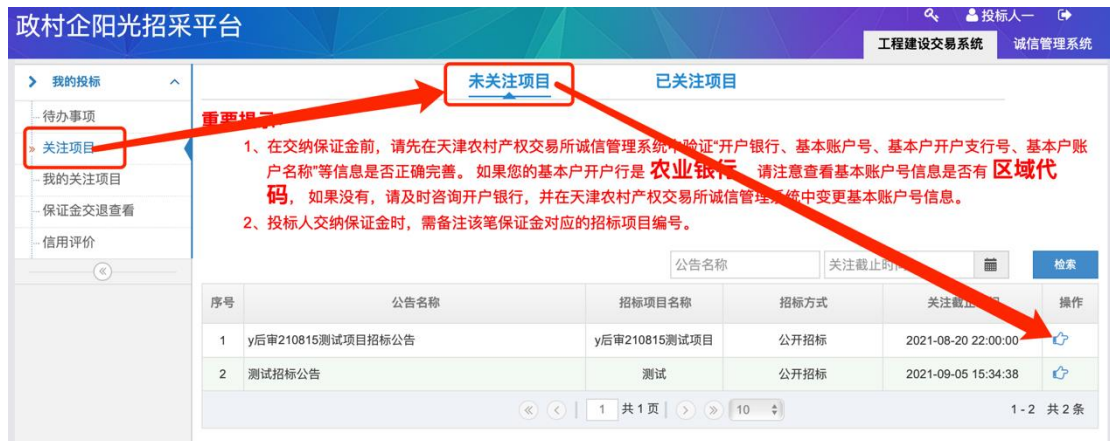 政村企阳光招采平台
投标人一
工程建设交易系统 诚信管理系统
我的投标
待办事项
关注项目
我的关注项目
保证金交退查看
信用评价
未关注项目 已关注项目
重要提示
1、在交纳保证金前，请先在天津农村产权交易所诚信管理系统中验证“开户银行、基本账户号、基本户开户支行号、基本户账
户名称”等信息是否正确完善。 如果您的基本户开户行是 农业银行 请注意查看基本账户号信息是否有 区域代
码， 如果没有，请及时咨询开户银行，并在天津农村产权交易所诚信管理系统中变更基本账户号信息。
2、投标人交纳保证金时，需备注该笔保证金对应的招标项目编号。
公告名称 关注截止时间 检索
序号 公告名称 招标项目名称 招标方式 关注截止 操作
1 y后审210815测试项目招标公告 y后审210815测试项目 公开招标 2021-08-20 22:00:00
2 测试招标公告 测试 公开招标 2021-09-05 15:34:38
1 共 1 页 10 1 - 2 共 2 条